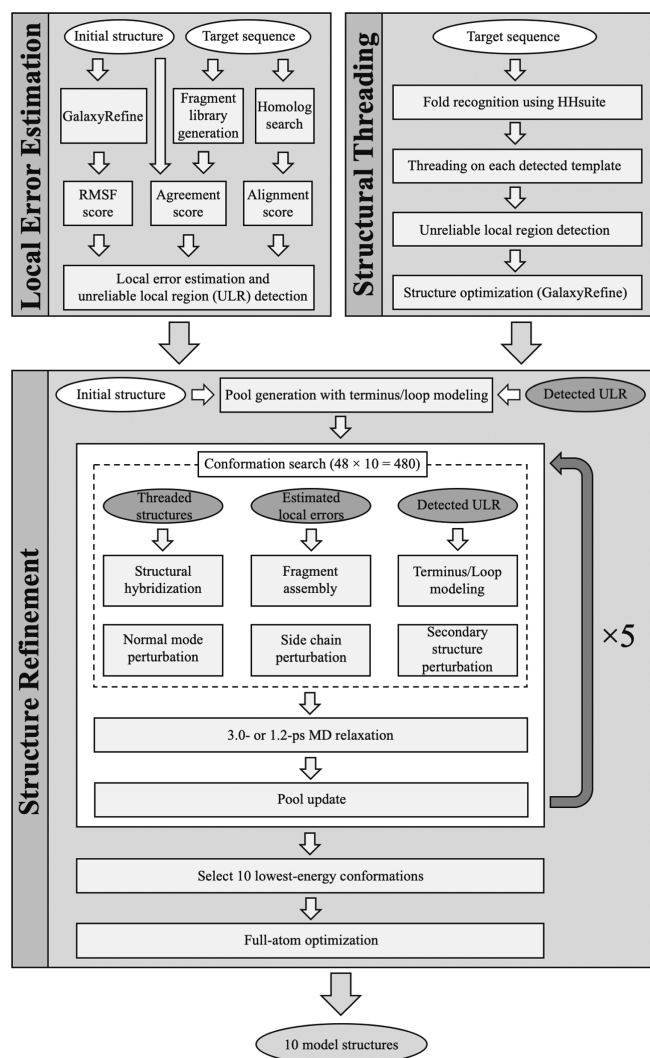 Local Error Estimation
Initial structure
Target sequence
GalaxyRefine
Fragment
library
generation
Homolog
search
RMSF
score
Agreement
score
Alignment
score
Local error estimation and
unreliable local region (ULR) detection
Structural Threading
Target sequence
Fold recognition using HHsuite
Threading on each detected template
Unreliable local region detection
Structure optimization (GalaxyRefine)
Structure Refinement
Initial structure
Pool generation with terminus/loop modeling
Detected ULR
Conformation search (48 × 10 = 480)
Threaded
structures
Estimated
local errors
Detected ULR
Structural
hybridization
Fragment
assembly
Terminus/Loop
modeling
Normal mode
perturbation
Side chain
perturbation
Secondary
structure
perturbation
×5
3.0- or 1.2-ps MD relaxation
Pool update
Select 10 lowest-energy conformations
Full-atom optimization
10 model structures